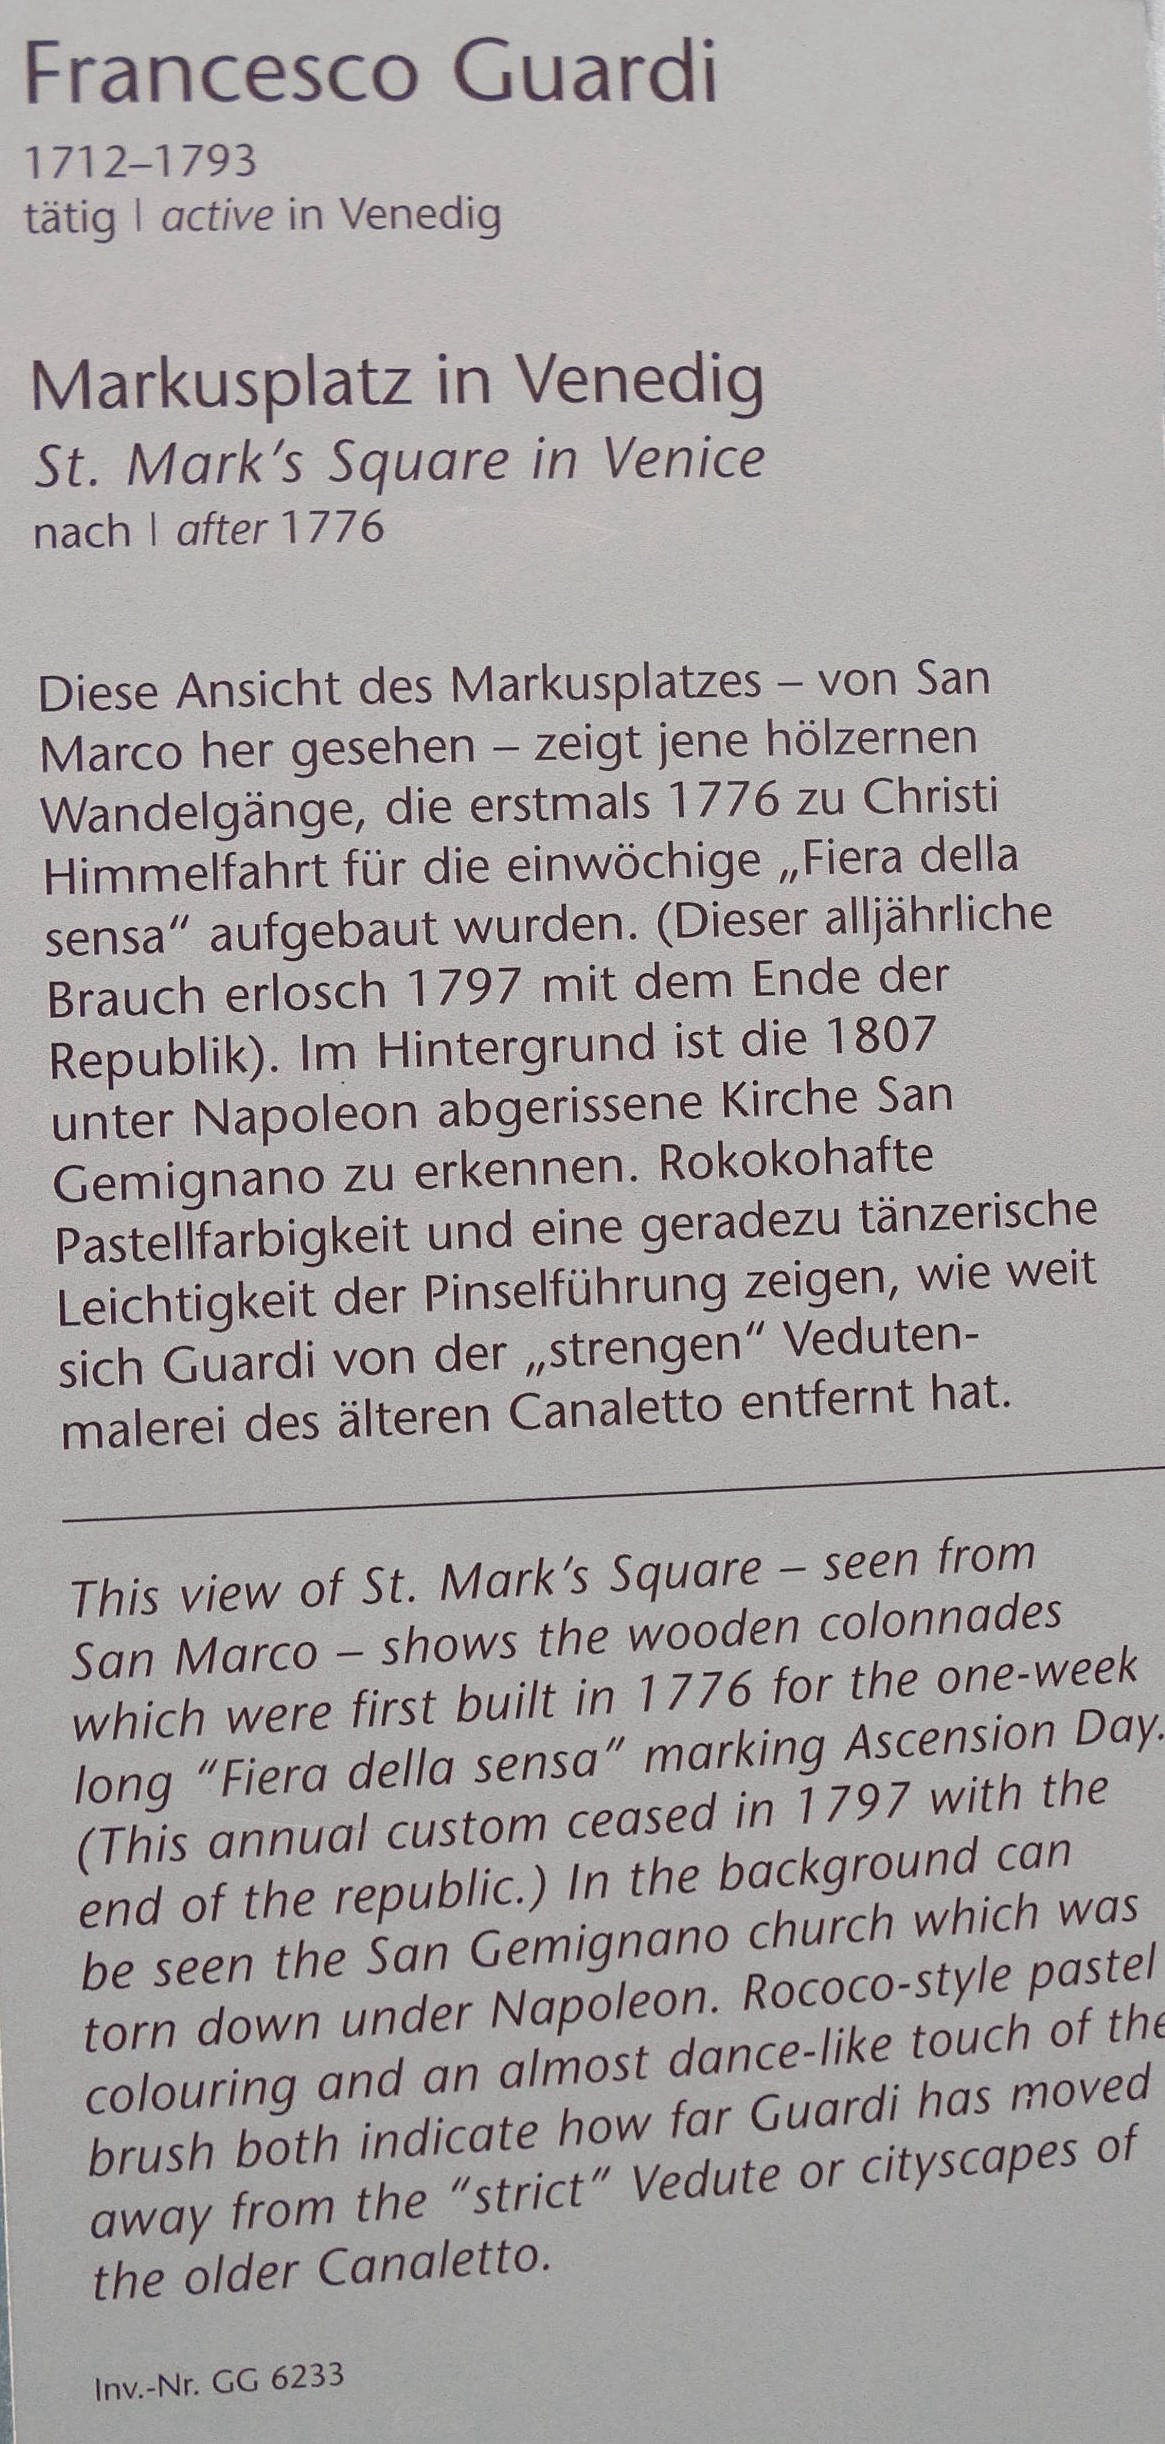 Francesco Guardi
1712–1793
tätig | active in Venedig
Markusplatz in Venedig
St. Mark's Square in Venice
nach | after 1776
Diese Ansicht des Markusplatzes – von San
Marco her gesehen – zeigt jene hölzernen
Wandelgänge, die erstmals 1776 zu Christi
Himmelfahrt für die einwöchige „Fiera della
sensa“ aufgebaut wurden. (Dieser alljährliche
Brauch erlosch 1797 mit dem Ende der
Republik). Im Hintergrund ist die 1807
unter Napoleon abgerissene Kirche San
Gemignano zu erkennen. Rokokohafte
Pastellfarbigkeit und eine geradezu tänzerische
Leichtigkeit der Pinselführung zeigen, wie weit
sich Guardi von der „strengen“ Veduten-
malerei des älteren Canaletto entfernt hat.
This view of St. Mark's Square – seen from
San Marco – shows the wooden colonnades
which were first built in 1776 for the one-week
long “Fiera della sensa” marking Ascension Day.
(This annual custom ceased in 1797 with the
end of the republic.) In the background can
be seen the San Gemignano church which was
torn down under Napoleon. Rococo-style pastel
colouring and an almost dance-like touch of the
brush both indicate how far Guardi has moved
away from the “strict” Vedute or cityscapes of
the older Canaletto.
Inv.-Nr. GG 6233